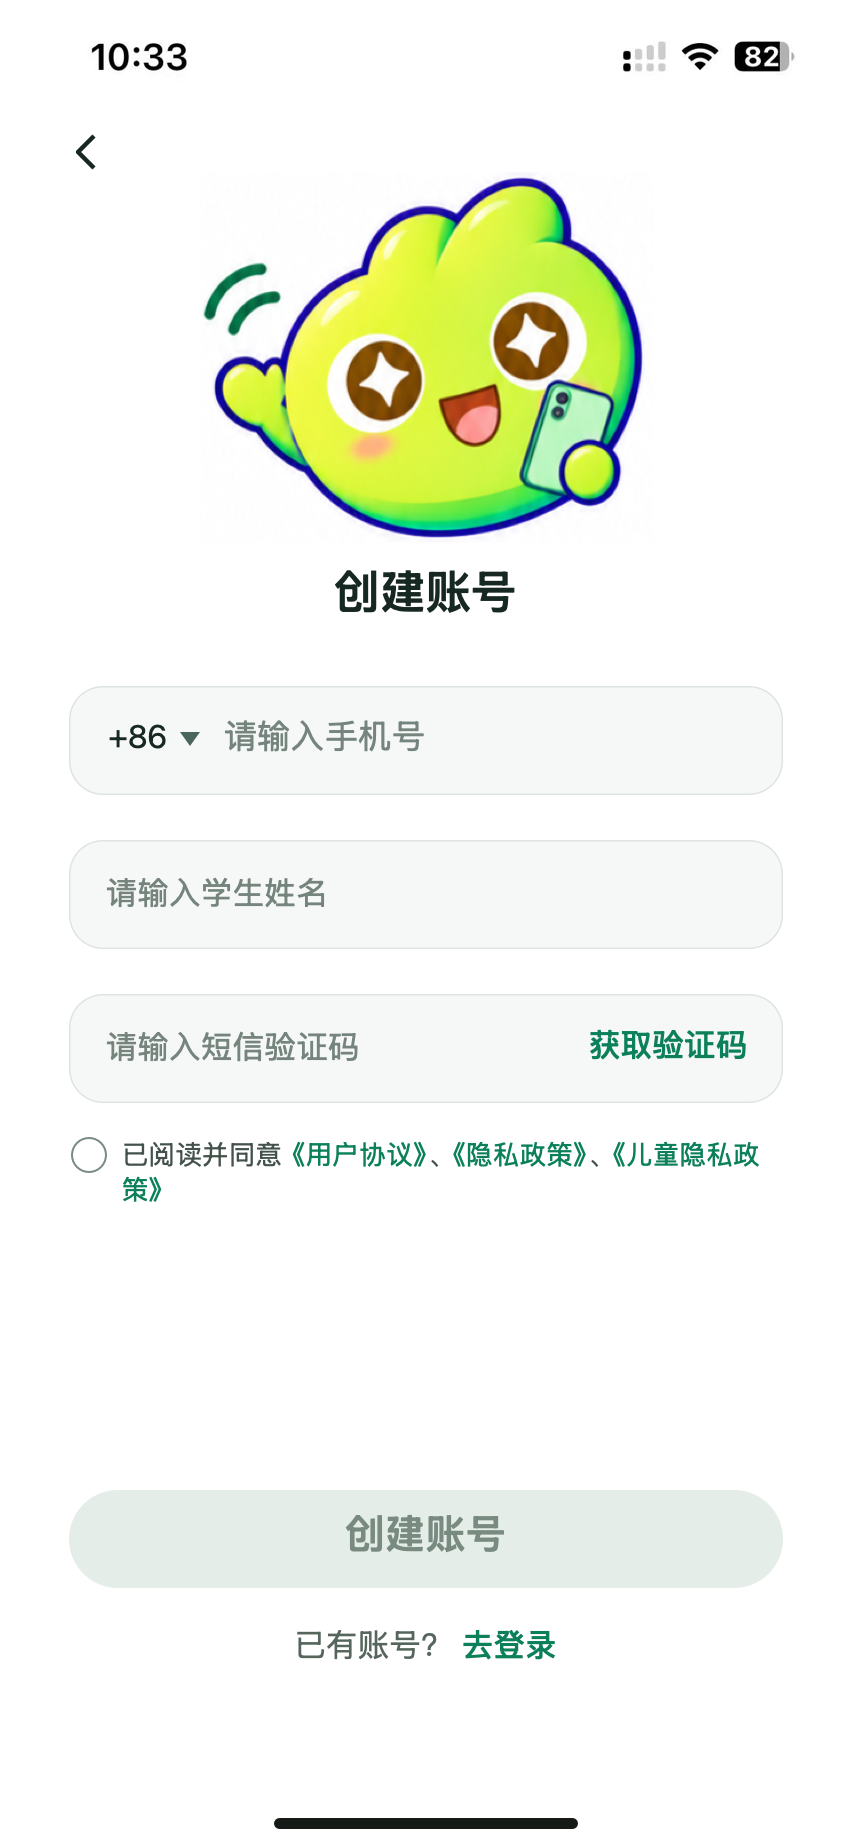 10:33
82
创建账号
+86 请输入手机号
请输入学生姓名
请输入短信验证码 获取验证码
已阅读并同意《用户协议》、《隐私政策》、《儿童隐私政
策》
创建账号
已有账号? 去登录